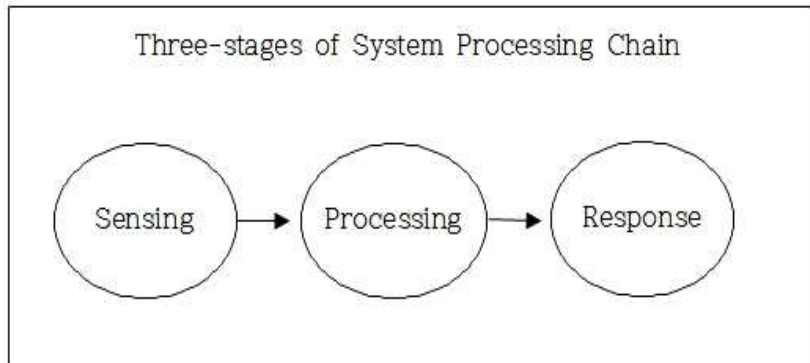 Three-stages of System Processing Chain
Sensing
Processing
Response